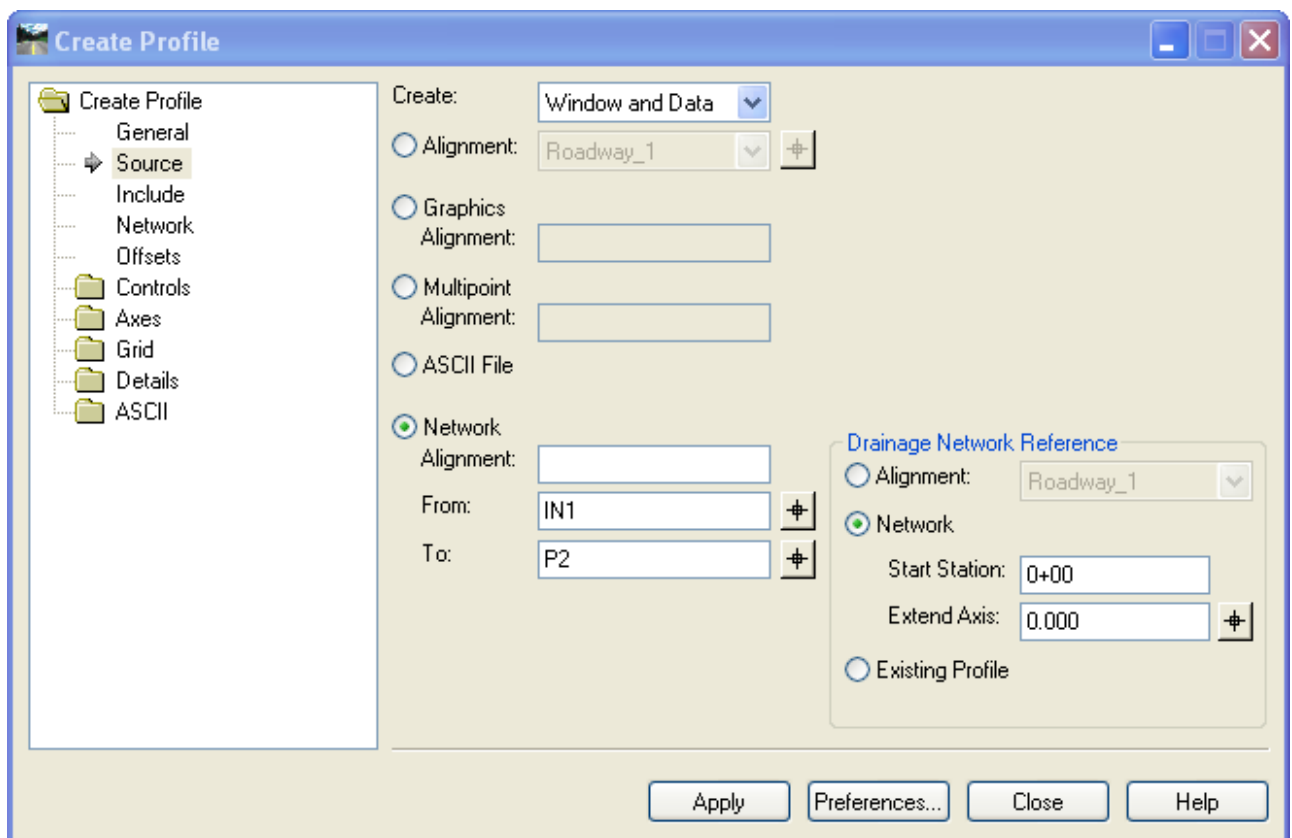 Create Profile
Create Profile
General
Source
Include
Network
Offsets
Controls
Axes
Grid
Details
ASCII
Create: Window and Data
Alignment: Roadway_1
Graphics
Alignment:
Multipoint
Alignment:
ASCII File
Network
Alignment:
From: IN1
To: P2
Drainage Network Reference
Alignment: Roadway_1
Network
Start Station: 0+00
Extend Axis: 0.000
Existing Profile
Apply Preferences... Close Help